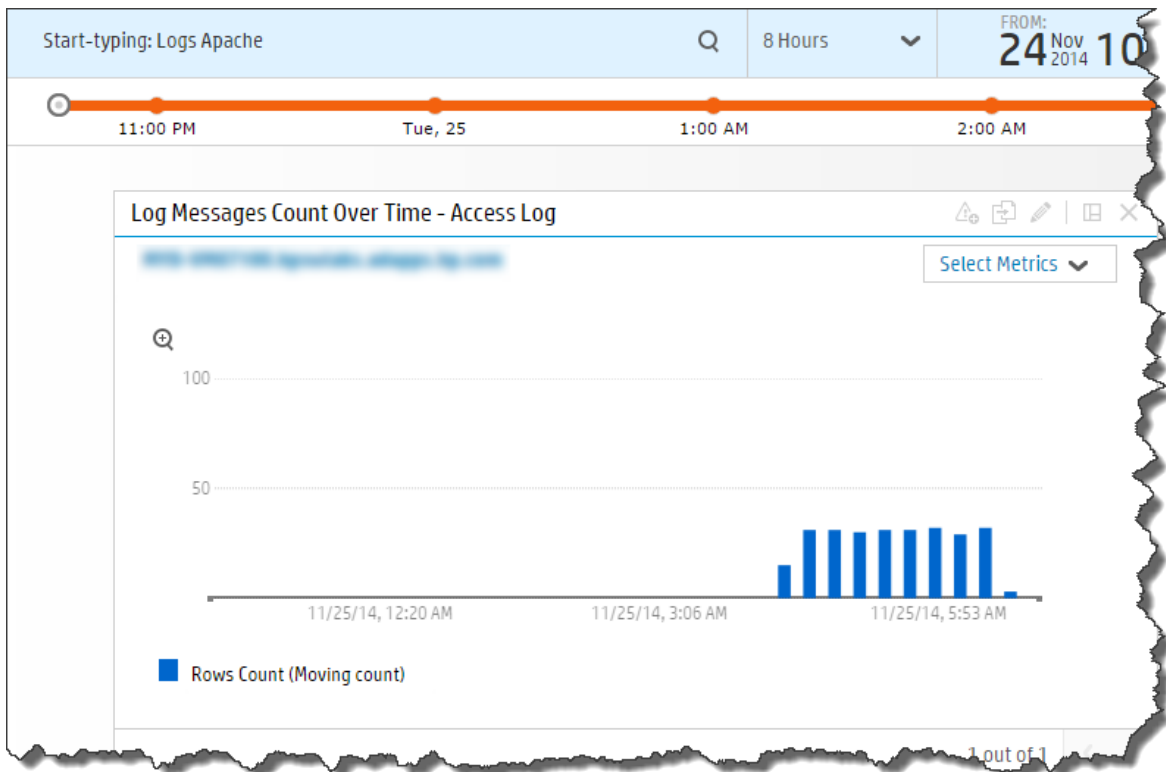 Start-typing: Logs Apache
8 Hours
FROM:
24 Nov 2014 10
11:00 PM
Tue, 25
1:00 AM
2:00 AM
Log Messages Count Over Time - Access Log
Select Metrics
100
50
11/25/14, 12:20 AM
11/25/14, 3:06 AM
11/25/14, 5:53 AM
Rows Count (Moving count)
1 out of 1